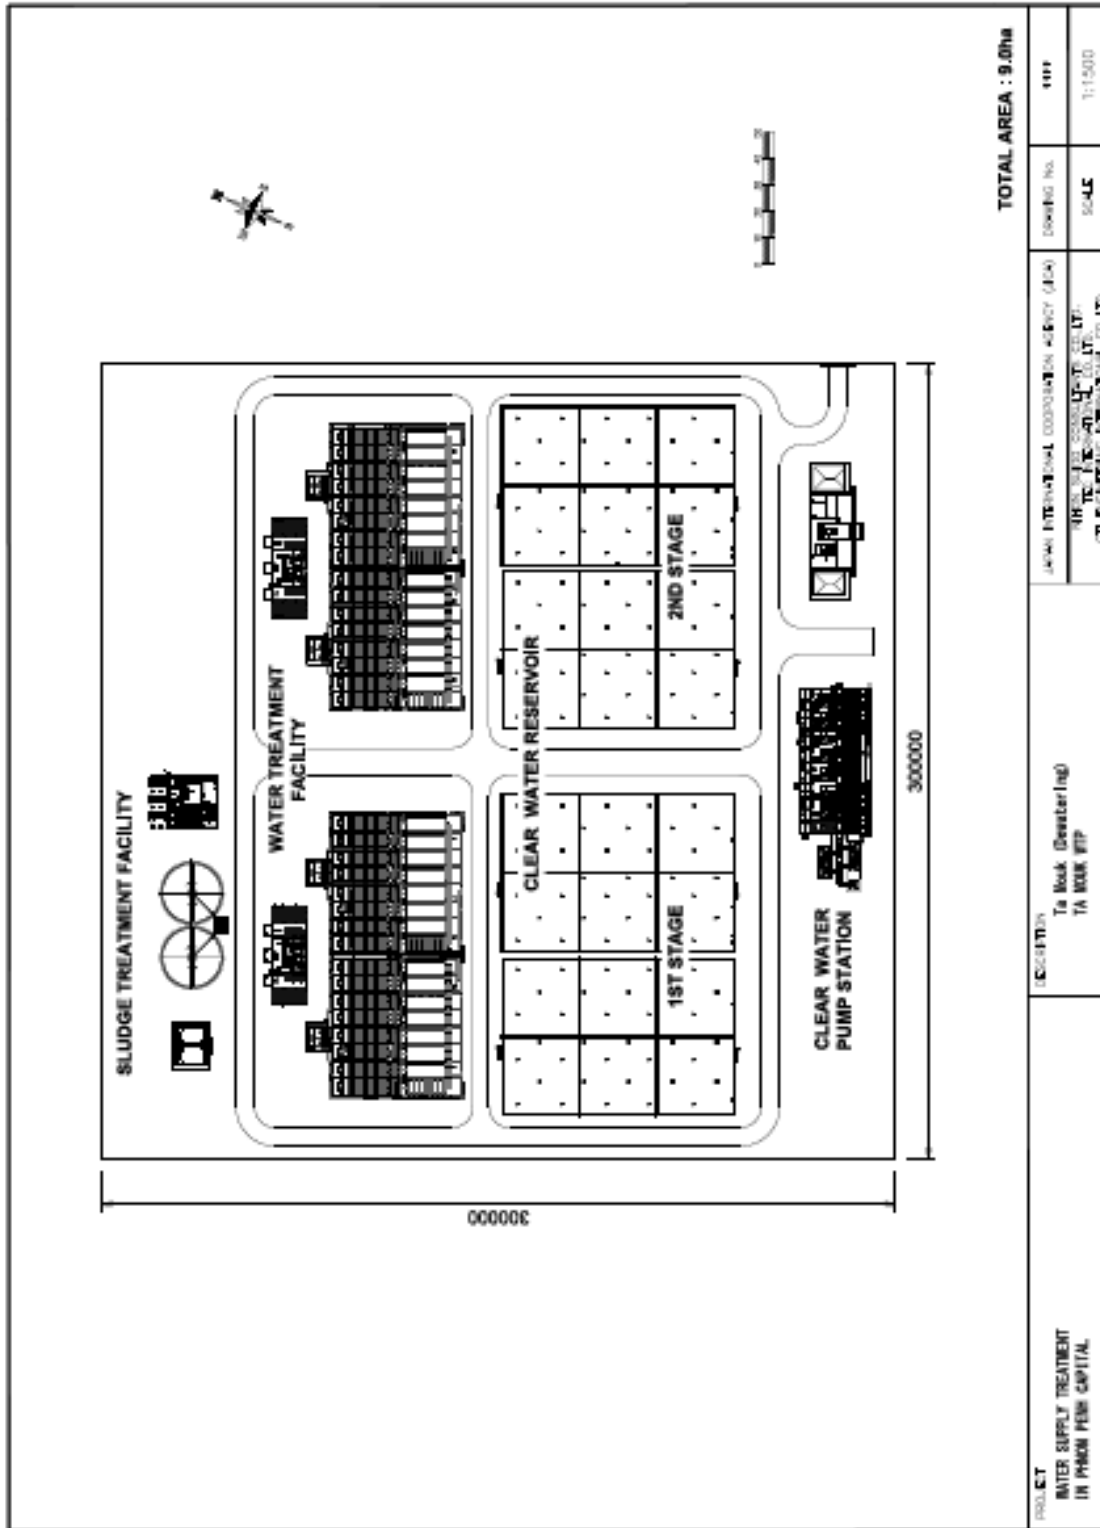 SLUDGE TREATMENT FACILITY
WATER TREATMENT
FACILITY
CLEAR WATER RESERVOIR
1ST STAGE
2ND STAGE
CLEAR WATER
PUMP STATION
300000
300000
TOTAL AREA : 9.0ha
PROJECT
WATER SUPPLY TREATMENT
IN PHNOM PENH CAPITAL
DESCRIPTION
Ta Mouk (Dewatering)
TA MOUK WTP
JAPAN INTERNATIONAL COOPERATION AGENCY (JICA)
DRAWING No.
SCALE
1:1500